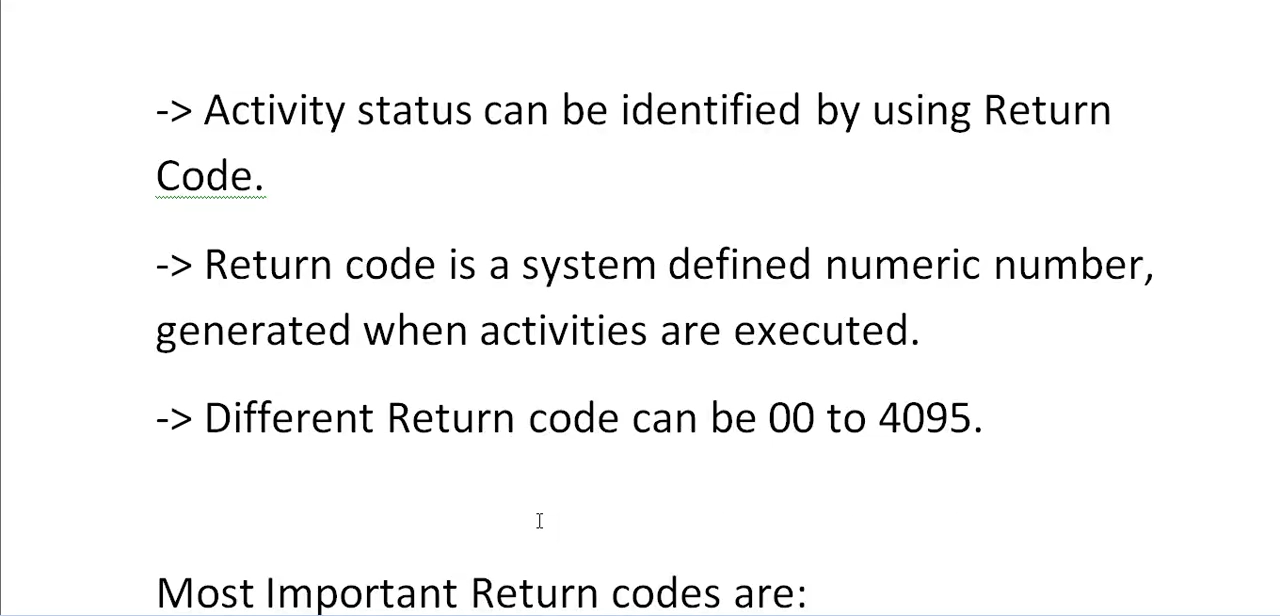 -> Activity status can be identified by using Return
Code.
-> Return code is a system defined numeric number,
generated when activities are executed.
-> Different Return code can be 00 to 4095.
Most Important Return codes are: